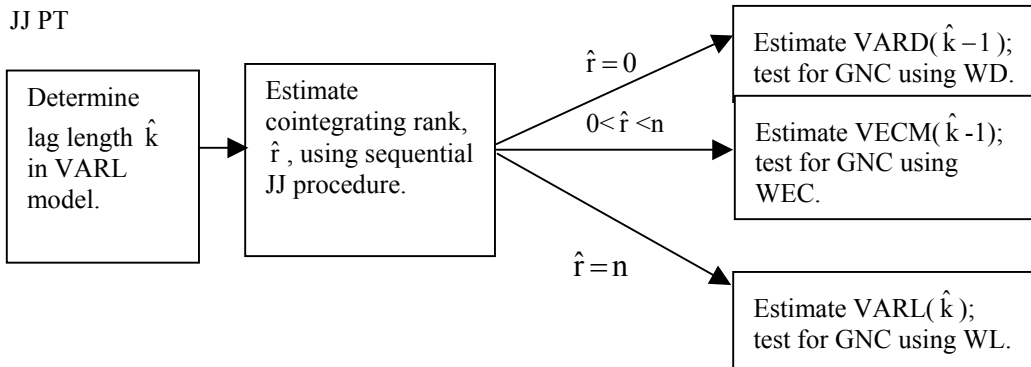 JJ PT
Determine
lag length k̂
in VARL
model.
Estimate
cointegrating rank,
r̂ , using sequential
JJ procedure.
r̂ = 0
0< r̂ <n
r̂ = n
Estimate VARD( k̂ −1 );
test for GNC using WD.
Estimate VECM( k̂ -1);
test for GNC using
WEC.
Estimate VARL( k̂ );
test for GNC using WL.